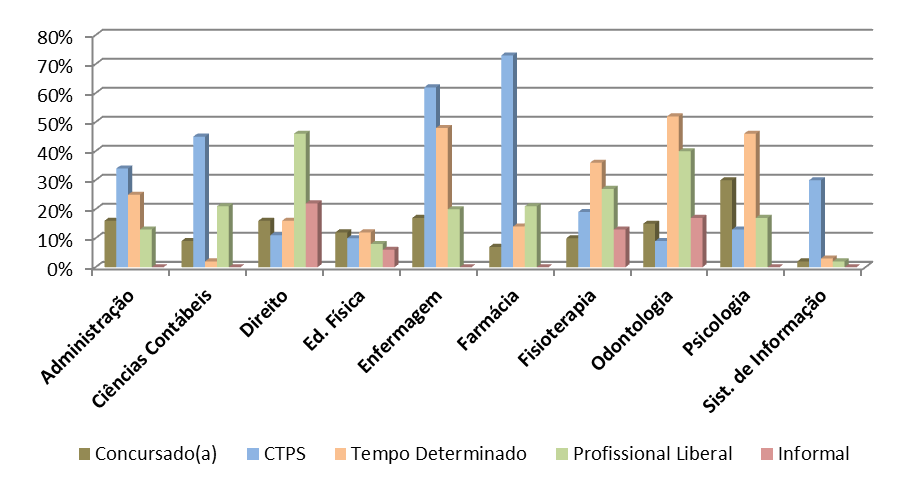 80%
70%
60%
50%
40%
30%
20%
10%
0%
Administração
Ciências Contábeis
Direito
Ed. Física
Enfermagem
Farmácia
Fisioterapia
Odontologia
Psicologia
Sist. de Informação
Concursado(a) CTPS Tempo Determinado Profissional Liberal Informal